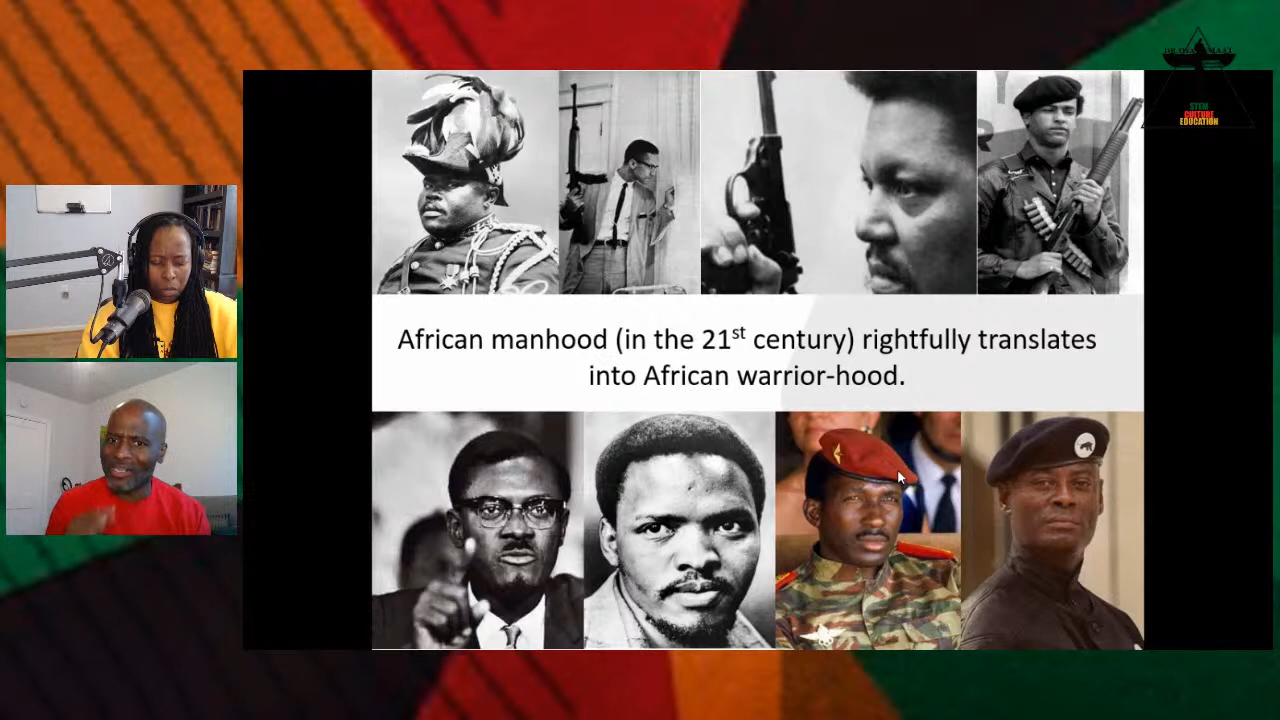 African manhood (in the 21st century) rightfully translates
into African warrior-hood.
STEM
CULTURE
EDUCATION